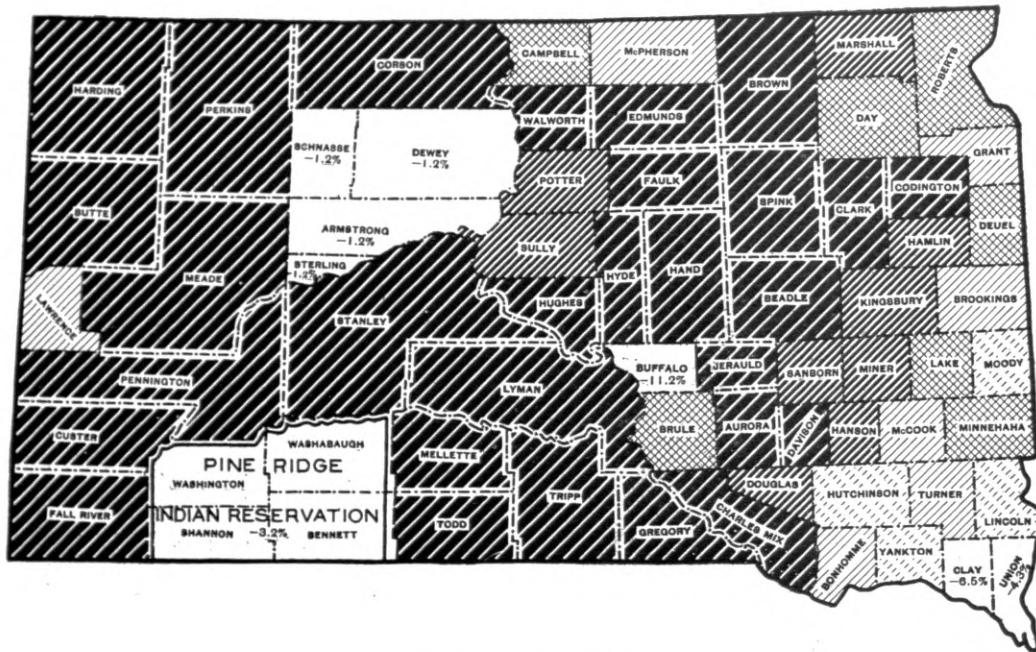 CAMPBELL
McPHERSON
MARSHALL
ROBERTS
HARDING
PERKINS
CORSON
BROWN
WALWORTH
EDMUNDS
DAY
SCHNASSE
-1.2%
DEWEY
-1.2%
GRANT
POTTER
FAULK
SPINK
CLARK
CODINGTON
BUTTE
DEUEL
ARMSTRONG
-1.2%
SULLY
HAMLIN
STERLING
1.2%
MEADE
HYDE
HAND
LAWRENCE
HUGHES
BEADLE
KINGSBURY
BROOKINGS
STANLEY
BUFFALO
-11.2%
JERAULD
SANBORN
MINER
LAKE
MOODY
PENNINGTON
LYMAN
CUSTER
BRULE
AURORA
DAVISON
HANSON
McCOOK
MINNEHAHA
WASHABAUGH
MELLETTE
PINE RIDGE
WASHINGTON
TRIPP
DOUGLAS
HUTCHINSON
TURNER
LINCOLN
FALL RIVER
INDIAN RESERVATION
SHANNON
-3.2%
BENNETT
TODD
GREGORY
CHARLES MIX
BONHOMME
YANKTON
CLAY
-6.5%
UNION
-4.3%